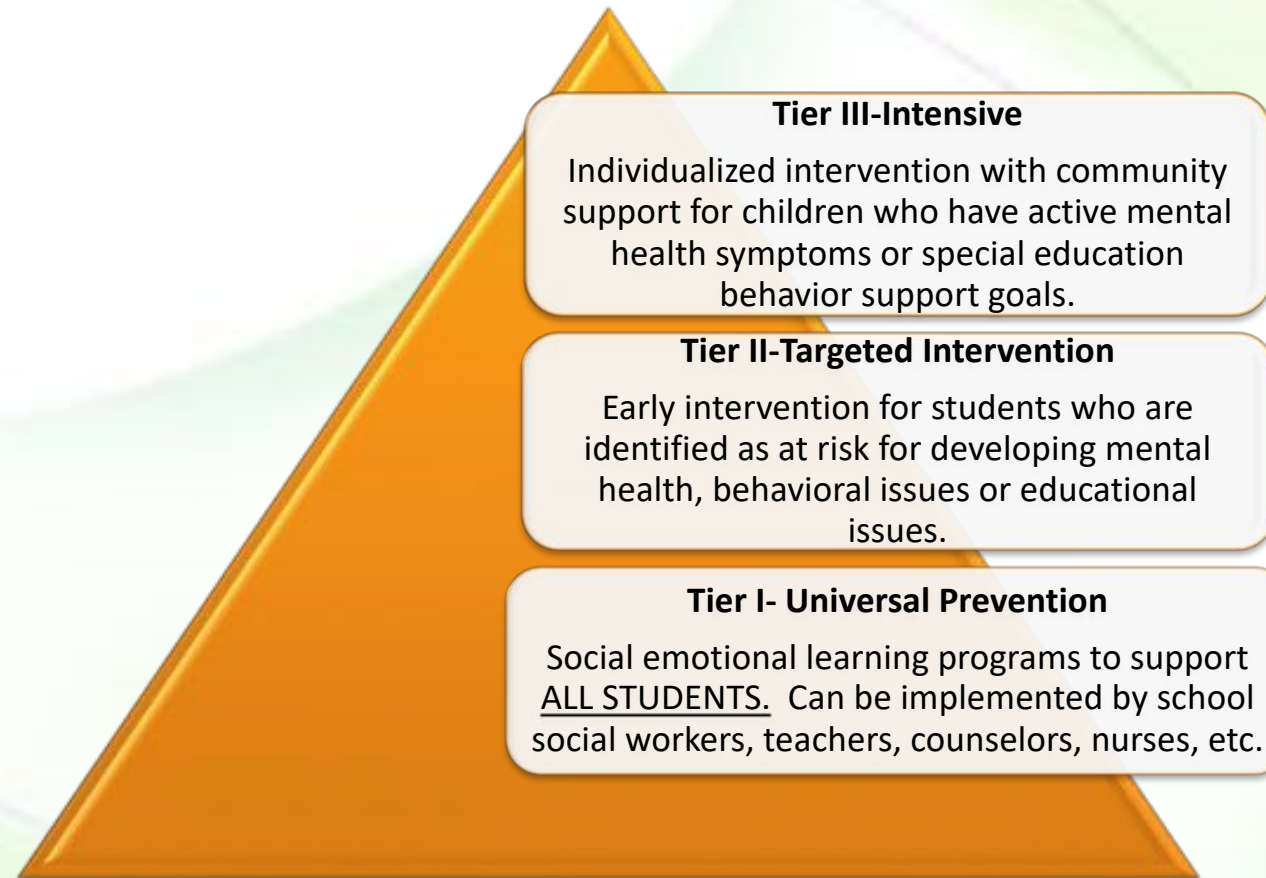 Tier III-Intensive
Individualized intervention with community
support for children who have active mental
health symptoms or special education
behavior support goals.
Tier II-Targeted Intervention
Early intervention for students who are
identified as at risk for developing mental
health, behavioral issues or educational
issues.
Tier I- Universal Prevention
Social emotional learning programs to support
ALL STUDENTS.  Can be implemented by school
social workers, teachers, counselors, nurses, etc.